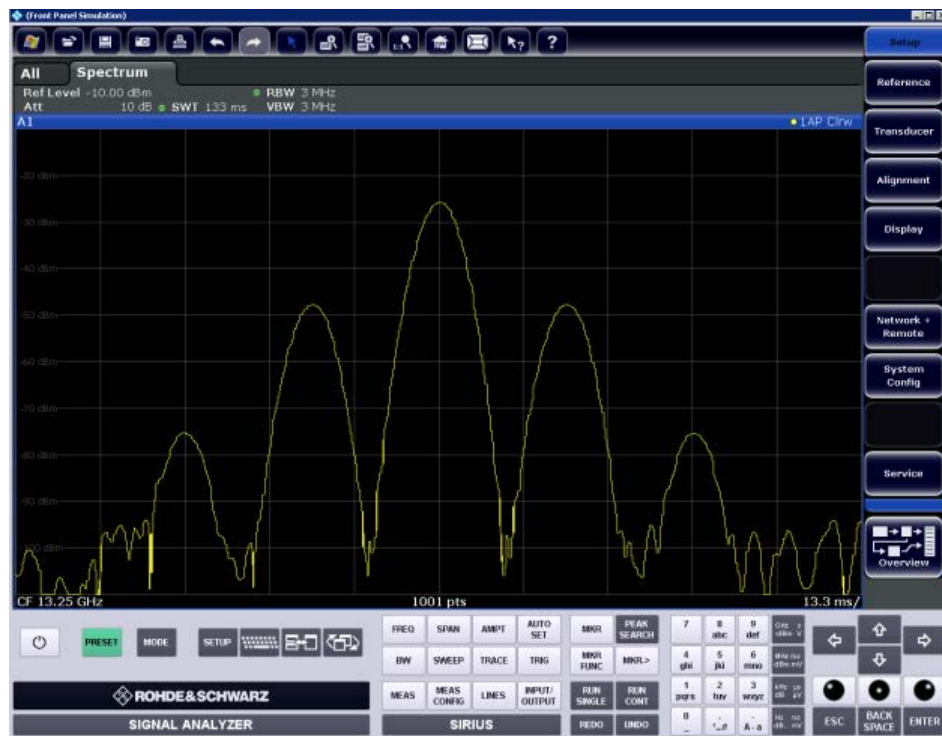 (Front Panel Simulation)
Setup
All Spectrum
Ref Level -10.00 dBm RBW 3 MHz
Att 10 dB SWT 133 ms VBW 3 MHz
A1 1AP Clrw
-20 dBm
-30 dBm
-40 dBm
-50 dBm
-60 dBm
-70 dBm
-80 dBm
-90 dBm
-100 dBm
CF 13.25 GHz 1001 pts 13.3 ms/
Reference
Transducer
Alignment
Display
Network +
Remote
System
Config
Service
Overview
PRESET MODE SETUP
FREQ SPAN AMPT AUTO
SET MKR PEAK
SEARCH 7 8
abc 9
def
BW SWEEP TRACE TRIG MKR
FUNC MKR-> 4
ghi 5
jkl 6
mno
MEAS MEAS
CONFIG LINES INPUT/
OUTPUT RUN
SINGLE RUN
CONT 1
pqrs 2
tuv 3
wxyz
ROHDE&SCHWARZ
SIGNAL ANALYZER SIRIUS REDO UNDO 0 A-a ESC BACK
SPACE ENTER